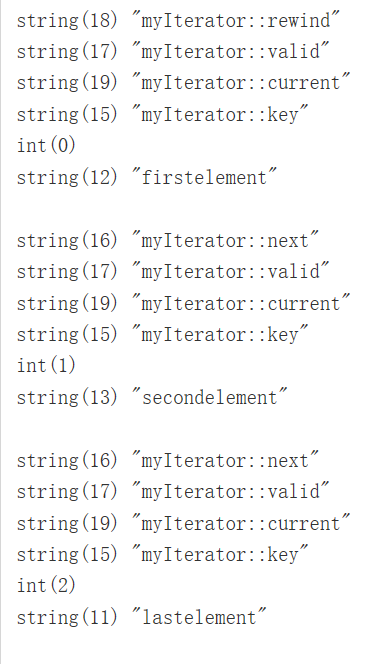 string(18) "myIterator::rewind"
string(17) "myIterator::valid"
string(19) "myIterator::current"
string(15) "myIterator::key"
int(0)
string(12) "firstelement"
string(16) "myIterator::next"
string(17) "myIterator::valid"
string(19) "myIterator::current"
string(15) "myIterator::key"
int(1)
string(13) "secondelement"
string(16) "myIterator::next"
string(17) "myIterator::valid"
string(19) "myIterator::current"
string(15) "myIterator::key"
int(2)
string(11) "lastelement"